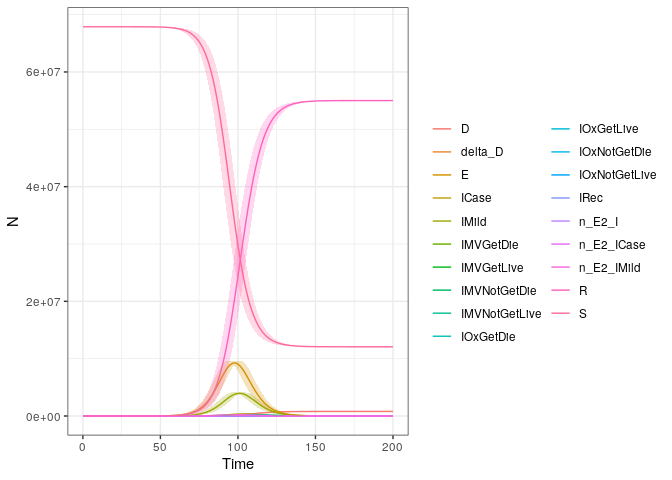 6e+07
4e+07
2e+07
0e+00
N
0
50
100
150
200
Time
D
delta_D
E
ICase
IMild
IMVGetDie
IMVGetLive
IMVNotGetDie
IMVNotGetLive
IOxGetDie
IOxGetLive
IOxNotGetDie
IOxNotGetLive
IRec
n_E2_I
n_E2_ICase
n_E2_IMild
R
S